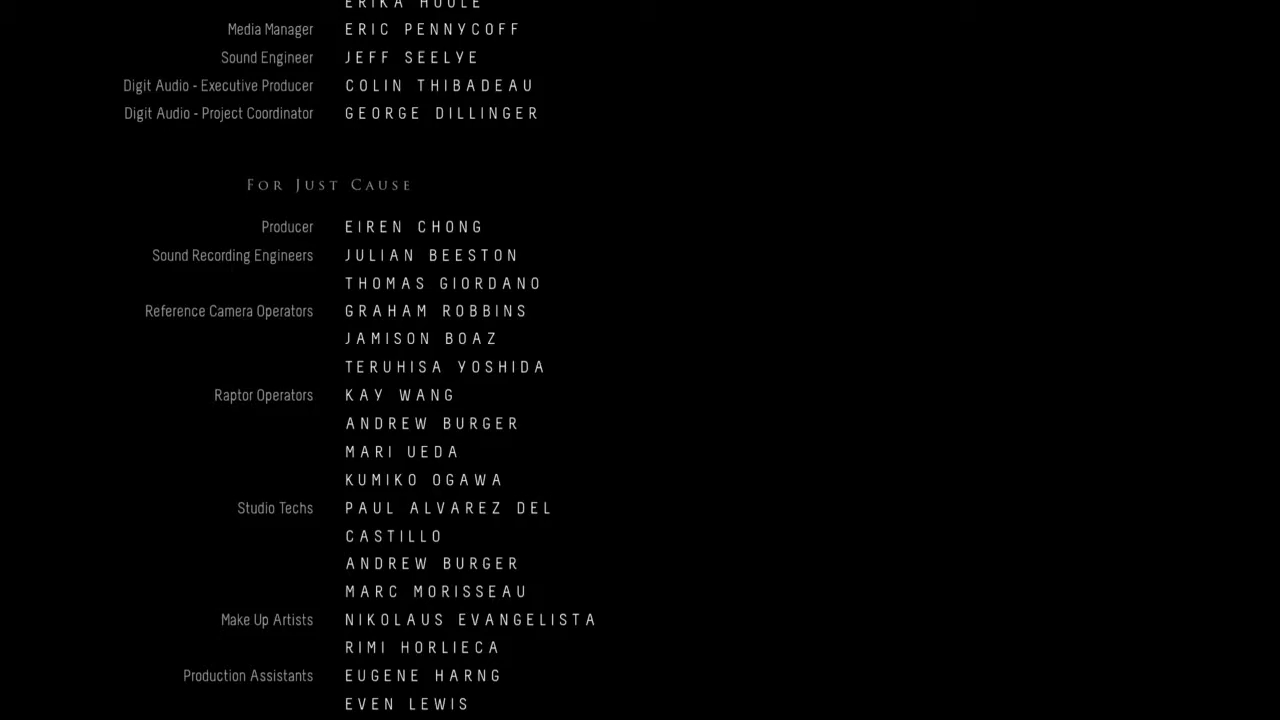 ERIKA HOULE
Media Manager ERIC PENNYCOFF
Sound Engineer JEFF SEELYE
Digit Audio - Executive Producer COLIN THIBADEAU
Digit Audio - Project Coordinator GEORGE DILLINGER
FOR JUST CAUSE
Producer EIREN CHONG
Sound Recording Engineers JULIAN BEESTON
THOMAS GIORDANO
Reference Camera Operators GRAHAM ROBBINS
JAMISON BOAZ
TERUHISA YOSHIDA
Raptor Operators KAY WANG
ANDREW BURGER
MARI UEDA
KUMIKO OGAWA
Studio Techs PAUL ALVAREZ DEL
CASTILLO
ANDREW BURGER
MARC MORISSEAU
Make Up Artists NIKOLAUS EVANGELISTA
RIMI HORLIECA
Production Assistants EUGENE HARNG
EVEN LEWIS